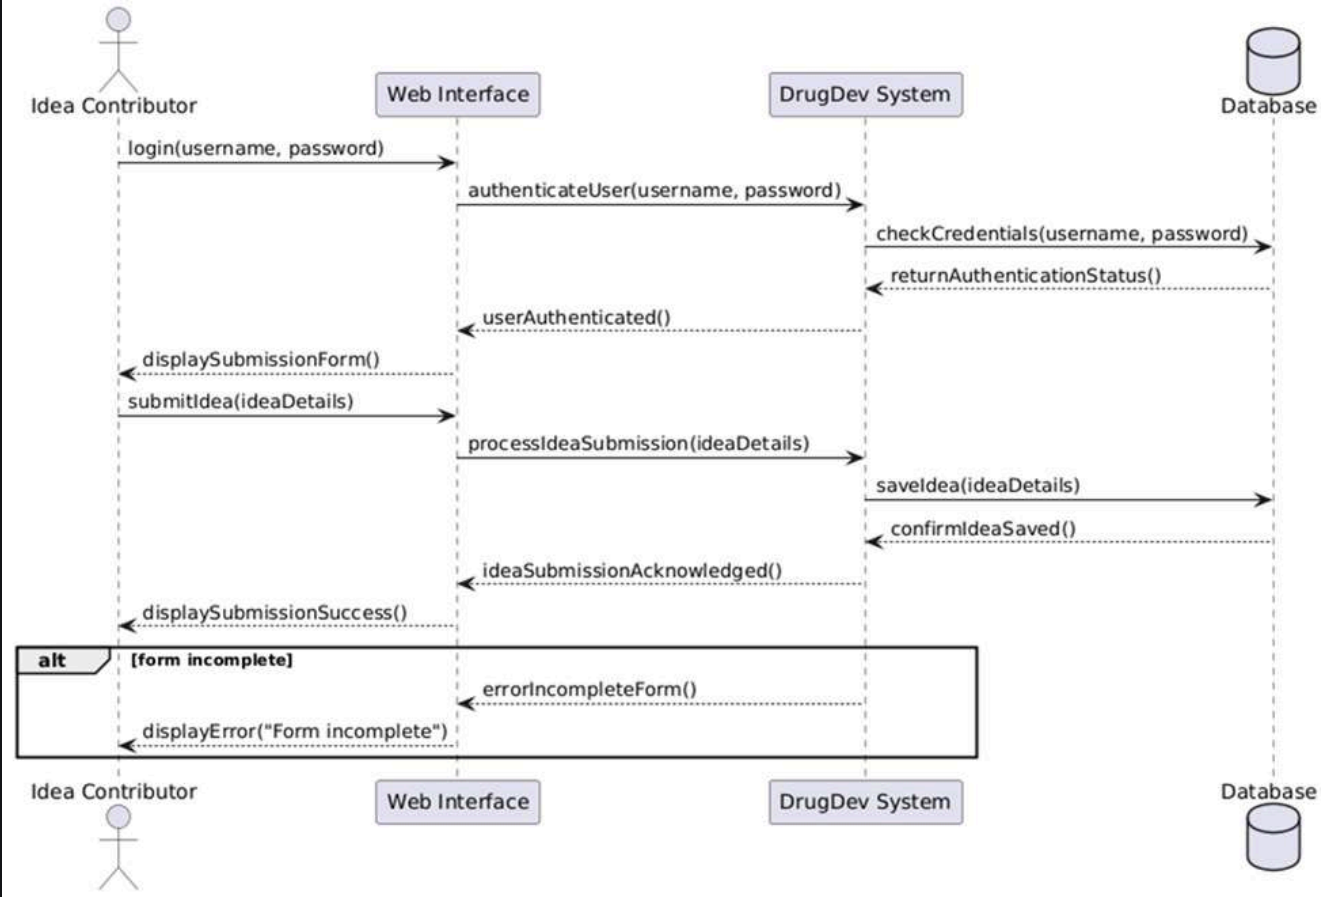 Idea Contributor
Web Interface
DrugDev System
Database
login(username, password)
authenticateUser(username, password)
checkCredentials(username, password)
returnAuthenticationStatus()
userAuthenticated()
displaySubmissionForm()
submitIdea(ideaDetails)
processIdeaSubmission(ideaDetails)
saveIdea(ideaDetails)
confirmIdeaSaved()
ideaSubmissionAcknowledged()
displaySubmissionSuccess()
alt [form incomplete]
errorIncompleteForm()
displayError("Form incomplete")
Idea Contributor
Web Interface
DrugDev System
Database